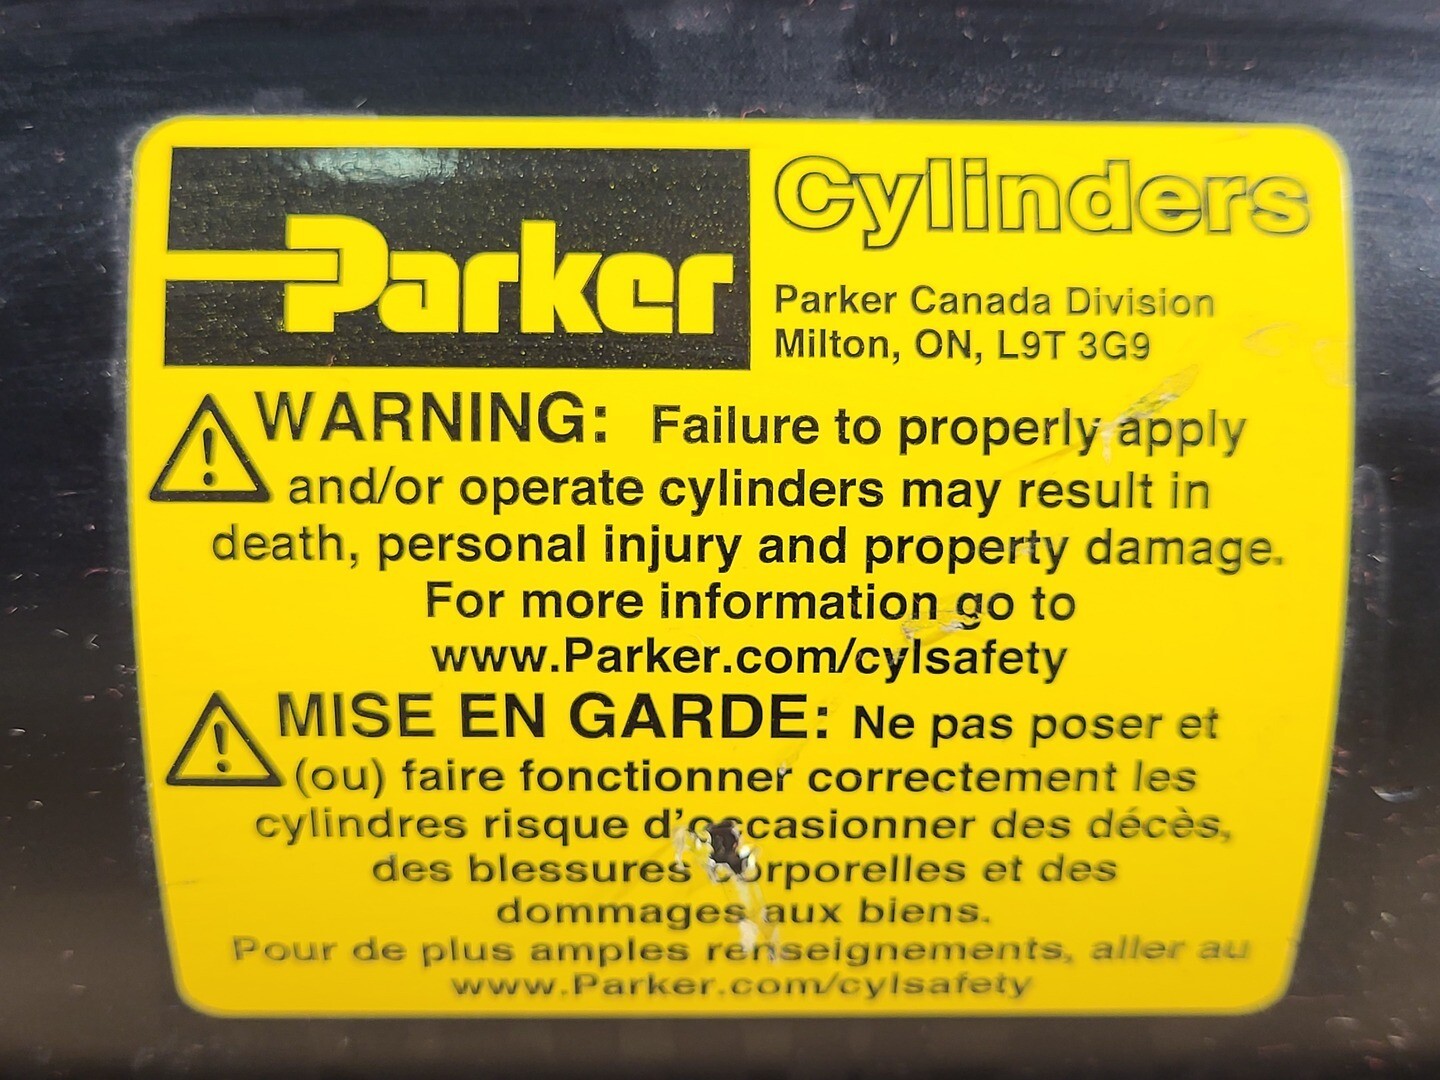 Parker
Cylinders
Parker Canada Division
Milton, ON, L9T 3G9
WARNING: Failure to properly apply
and/or operate cylinders may result in
death, personal injury and property damage.
For more information go to
www.Parker.com/cylsafety
MISE EN GARDE: Ne pas poser et
(ou) faire fonctionner correctement les
cylindres risque d'occasionner des décès,
des blessures corporelles et des
dommages aux biens.
Pour de plus amples renseignements, aller au
www.Parker.com/cylsafety